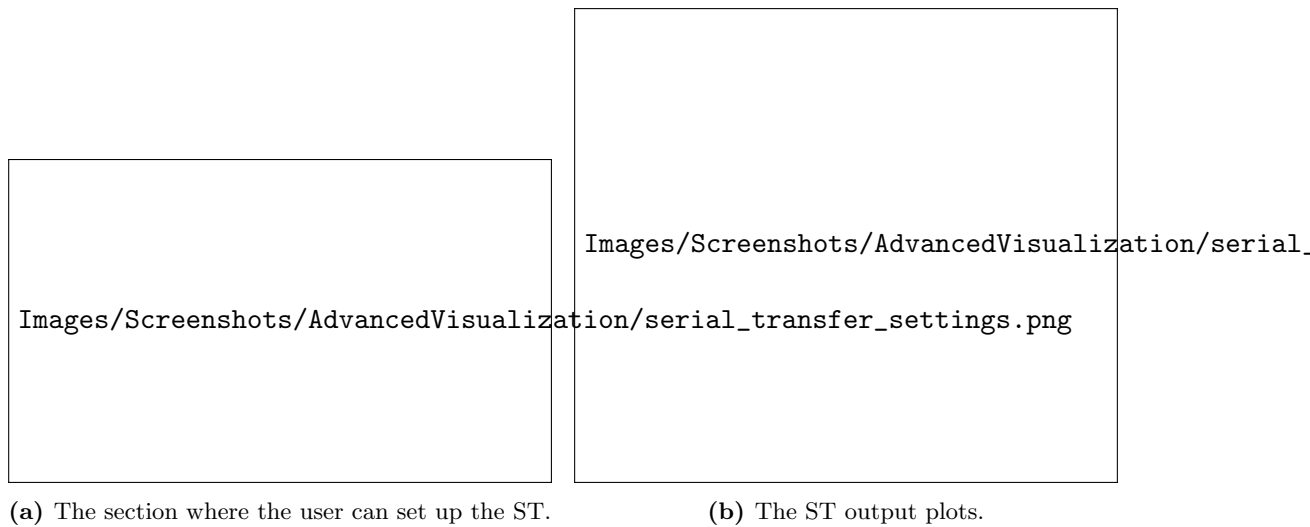 Images/Screenshots/AdvancedVisualization/serial_
Images/Screenshots/AdvancedVisualization/serial_transfer_settings.png
(a) The section where the user can set up the ST.
(b) The ST output plots.